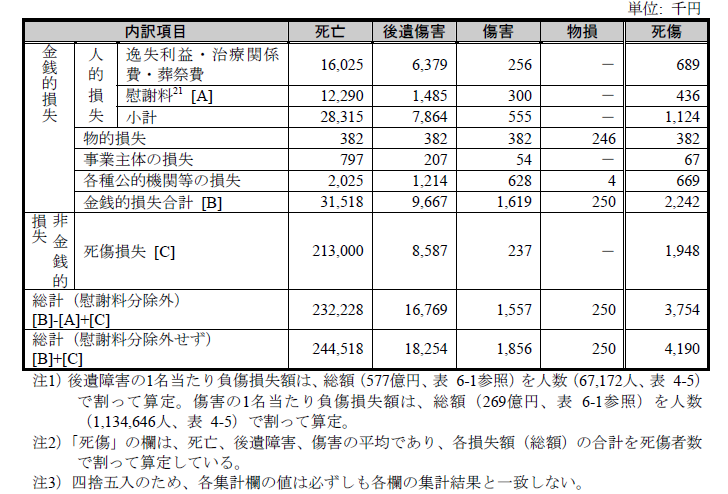 単位: 千円
内訳項目 死亡 後遺傷害 傷害 物損 死傷
金銭的損失
人的損失
逸失利益・治療関係費・葬祭費 16,025 6,379 256 － 689
慰謝料21 [A] 12,290 1,485 300 － 436
小計 28,315 7,864 555 － 1,124
物的損失 382 382 382 246 382
事業主体の損失 797 207 54 － 67
各種公的機関等の損失 2,025 1,214 628 4 669
金銭的損失合計 [B] 31,518 9,667 1,619 250 2,242
非金銭的損失
死傷損失 [C] 213,000 8,587 237 － 1,948
総計（慰謝料分除外）
[B]-[A]+[C] 232,228 16,769 1,557 250 3,754
総計（慰謝料分除外せず）
[B]+[C] 244,518 18,254 1,856 250 4,190
注1）後遺障害の1名当たり負傷損失額は、総額（577億円、表 6-1参照）を人数（67,172人、表 4-5）
で割って算定。傷害の1名当たり負傷損失額は、総額（269億円、表 6-1参照）を人数
（1,134,646人、表 4-5）で割って算定。
注2）「死傷」の欄は、死亡、後遺障害、傷害の平均であり、各損失額（総額）の合計を死傷者数
で割って算定している。
注3）四捨五入のため、各集計欄の値は必ずしも各欄の集計結果と一致しない。